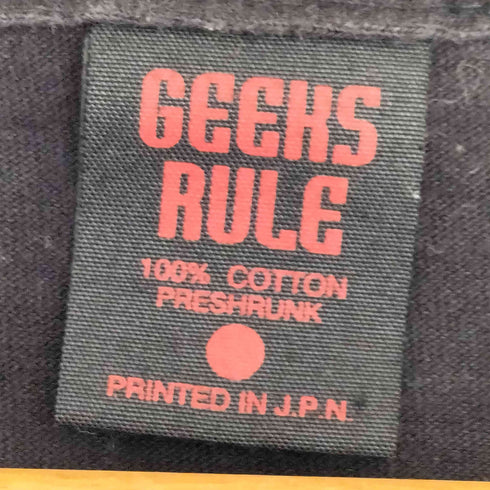 GEEKS
RULE
100% COTTON
PRESHRUNK
PRINTED IN J.P.N.